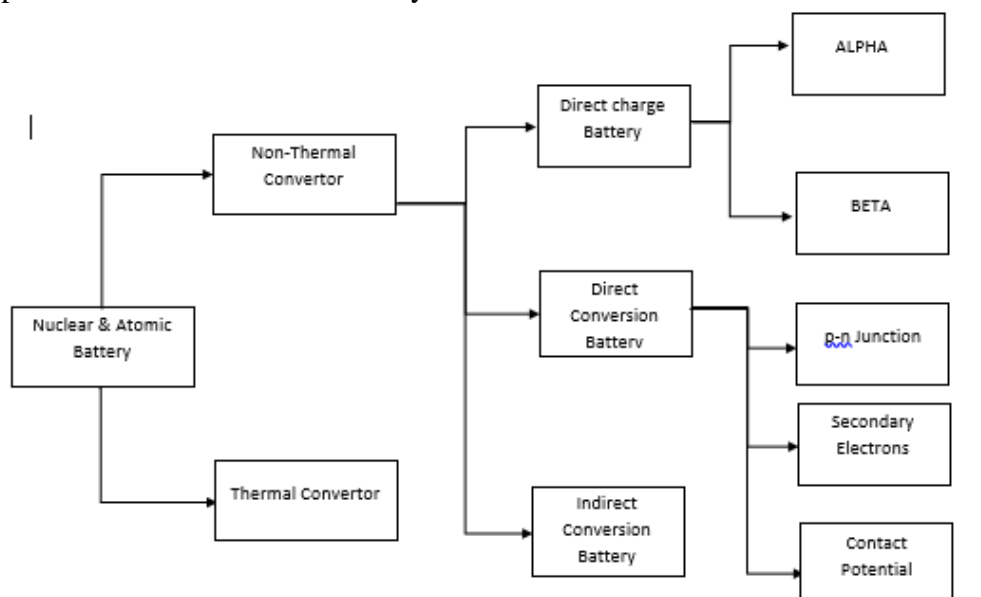 ALPHA
Direct charge
Battery
Non-Thermal
Convertor
BETA
Direct
Conversion
Battery
Nuclear & Atomic
Battery
p-n Junction
Secondary
Electrons
Thermal Convertor
Indirect
Conversion
Battery
Contact
Potential